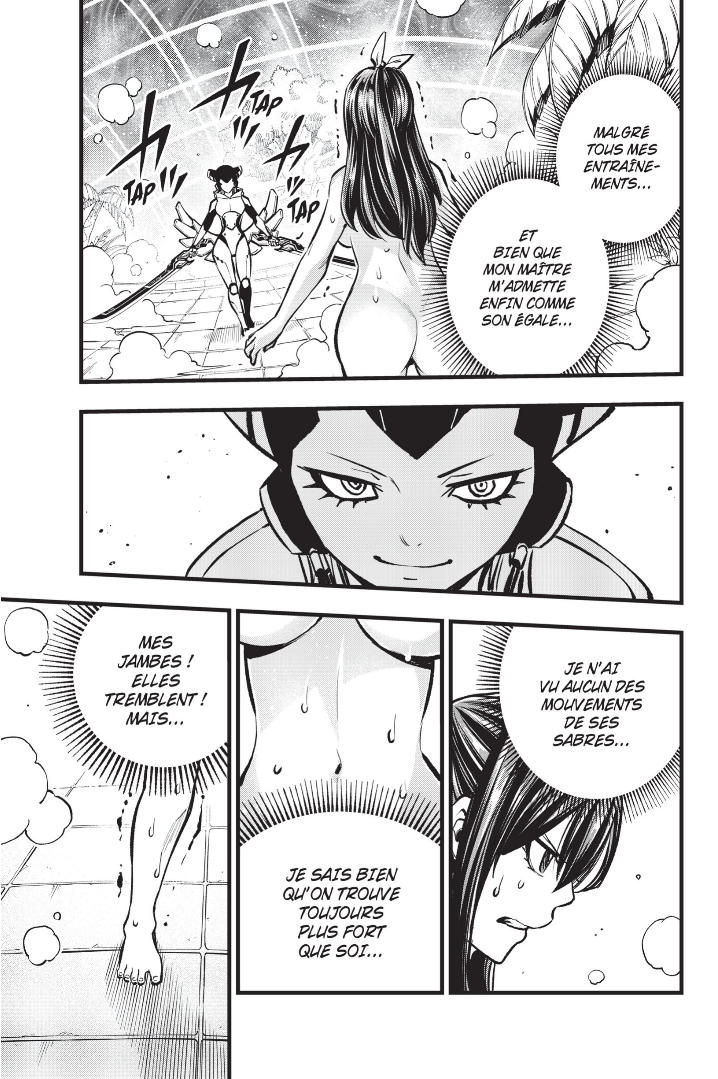 MALGRÉ
TOUS MES
ENTRAÎNE-
MENTS...
ET
BIEN QUE
MON MAÎTRE
M'ADMETTE
ENFIN COMME
SON ÉGALE...
TAP
TAP
TAP
TAP
JE N'AI
VU AUCUN DES
MOUVEMENTS
DE SES
SABRES...
JE SAIS BIEN
QU'ON TROUVE
TOUJOURS
PLUS FORT
QUE SOI...
MES
JAMBES !
ELLES
TREMBLENT !
MAIS...